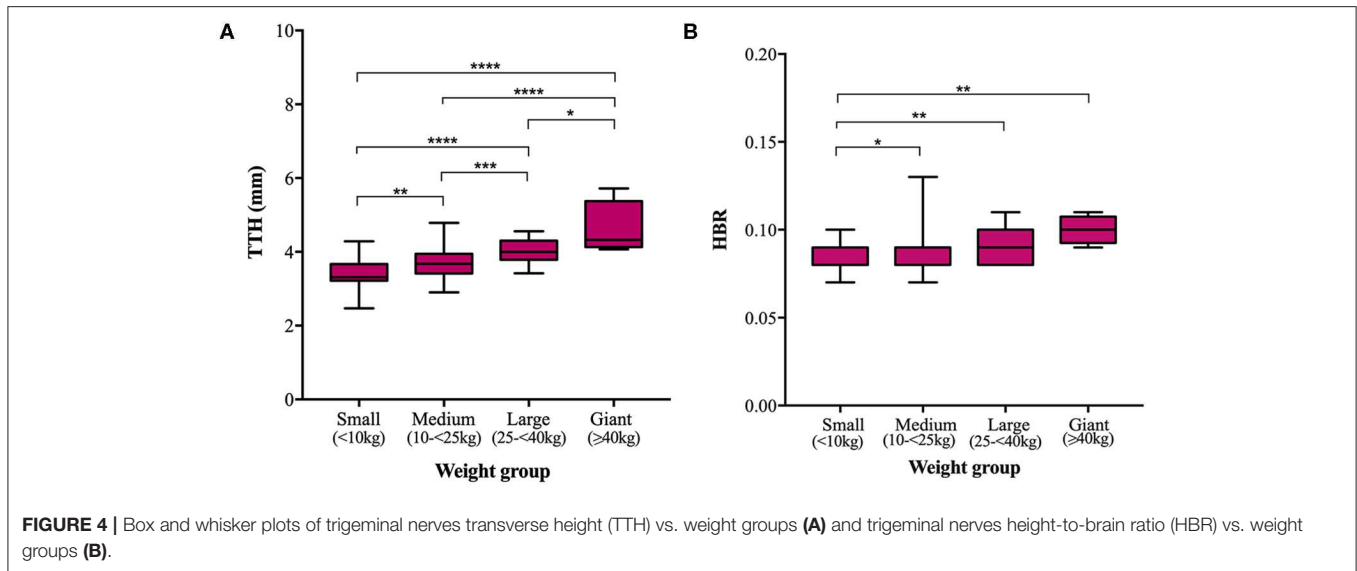 A
10
8
6
4
2
0
TTH (mm)
****
****
*
****
***
**
Small Medium Large Giant
(<10kg) (10-<25kg) (25-<40kg) (≥40kg)
Weight group
B
0.20
0.15
0.10
0.05
0.00
HBR
**
**
*
Small Medium Large Giant
(<10kg) (10-<25kg) (25-<40kg) (≥40kg)
Weight group
FIGURE 4 | Box and whisker plots of trigeminal nerves transverse height (TTH) vs. weight groups (A) and trigeminal nerves height-to-brain ratio (HBR) vs. weight
groups (B).